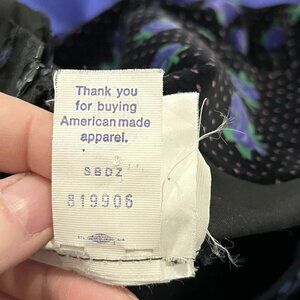 Thank you
for buying
American made
apparel.
SBDZ
819906